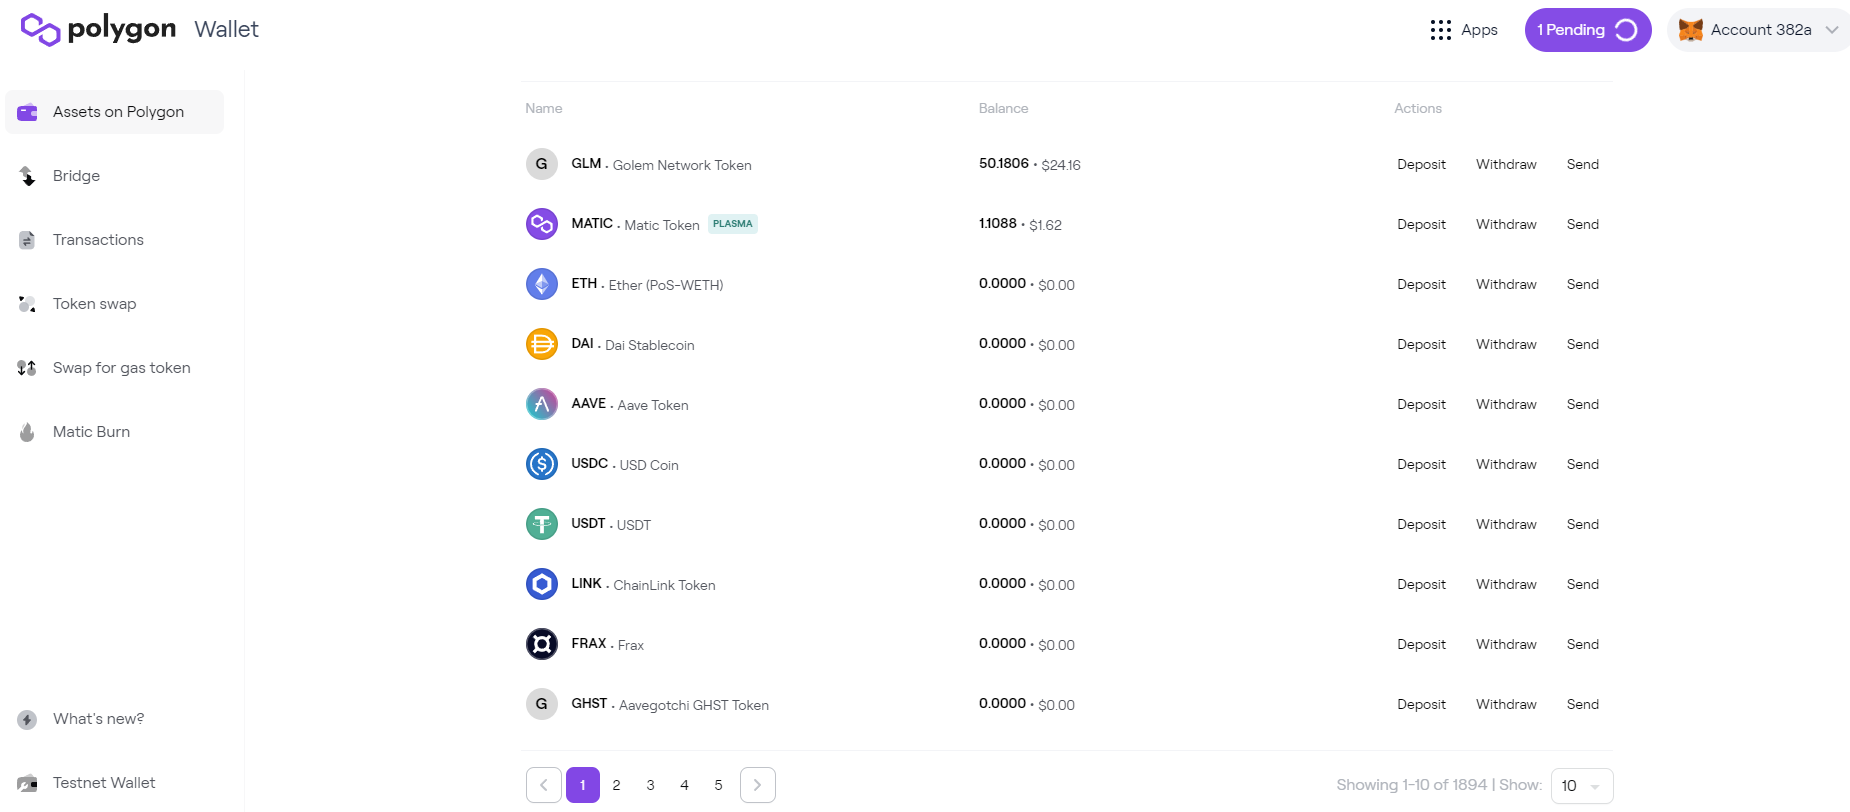 polygon Wallet Apps 1 Pending Account 382a
Assets on Polygon
Bridge
Transactions
Token swap
Swap for gas token
Matic Burn
What's new?
Testnet Wallet
Name Balance Actions
G GLM • Golem Network Token 50.1806 • $24.16 Deposit Withdraw Send
MATIC • Matic Token PLASMA 1.1088 • $1.62 Deposit Withdraw Send
ETH • Ether (PoS-WETH) 0.0000 • $0.00 Deposit Withdraw Send
DAI • Dai Stablecoin 0.0000 • $0.00 Deposit Withdraw Send
AAVE • Aave Token 0.0000 • $0.00 Deposit Withdraw Send
USDC • USD Coin 0.0000 • $0.00 Deposit Withdraw Send
USDT • USDT 0.0000 • $0.00 Deposit Withdraw Send
LINK • ChainLink Token 0.0000 • $0.00 Deposit Withdraw Send
FRAX • Frax 0.0000 • $0.00 Deposit Withdraw Send
G GHST • Aavegotchi GHST Token 0.0000 • $0.00 Deposit Withdraw Send
1 2 3 4 5 Showing 1-10 of 1894 | Show: 10